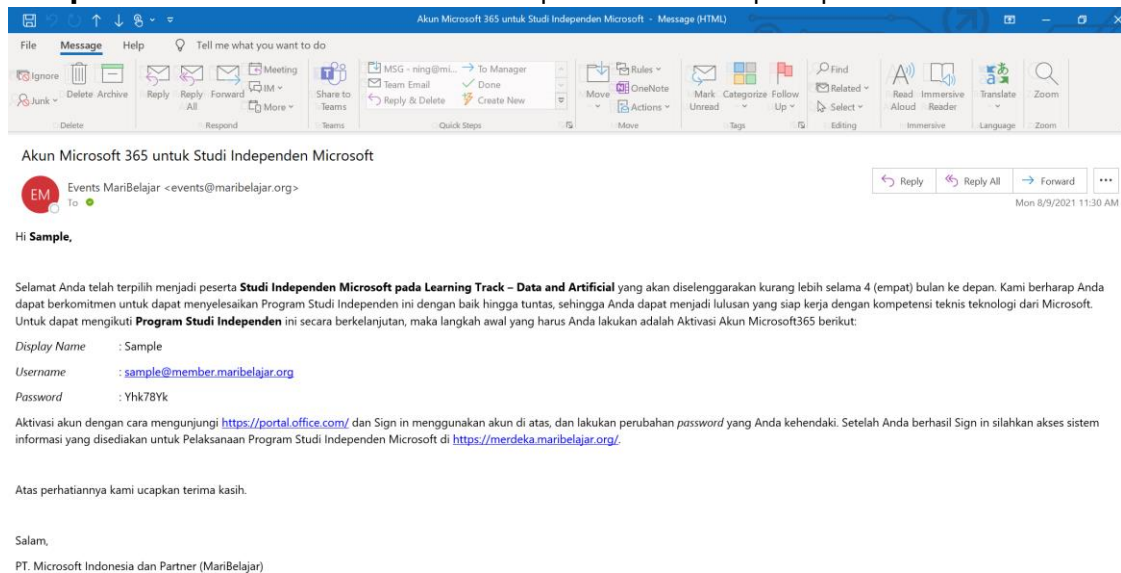 Akun Microsoft 365 untuk Studi Independen Microsoft - Message (HTML)
File Message Help Tell me what you want to do
Ignore
Junk
Delete Archive
Reply Reply All Forward
Meeting
IM
More
Share to Teams
MSG - ning@mi...
Team Email
Reply & Delete
To Manager
Done
Create New
Move
Rules
OneNote
Actions
Mark Unread Categorize Follow Up
Find
Related
Select
Read Aloud Immersive Reader
Translate
Zoom
Delete Respond Teams Quick Steps Move Tags Editing Immersive Language Zoom
Akun Microsoft 365 untuk Studi Independen Microsoft
EM
Events MariBelajar <events@maribelajar.org>
To
Reply Reply All Forward
Mon 8/9/2021 11:30 AM
Hi Sample,
Selamat Anda telah terpilih menjadi peserta Studi Independen Microsoft pada Learning Track – Data and Artificial yang akan diselenggarakan kurang lebih selama 4 (empat) bulan ke depan. Kami berharap Anda
dapat berkomitmen untuk dapat menyelesaikan Program Studi Independen ini dengan baik hingga tuntas, sehingga Anda dapat menjadi lulusan yang siap kerja dengan kompetensi teknis teknologi dari Microsoft.
Untuk dapat mengikuti Program Studi Independen ini secara berkelanjutan, maka langkah awal yang harus Anda lakukan adalah Aktivasi Akun Microsoft365 berikut:
Display Name : Sample
Username : sample@member.maribelajar.org
Password : Yhk78Yk
Aktivasi akun dengan cara mengunjungi https://portal.office.com/ dan Sign in menggunakan akun di atas, dan lakukan perubahan password yang Anda kehendaki. Setelah Anda berhasil Sign in silahkan akses sistem
informasi yang disediakan untuk Pelaksanaan Program Studi Independen Microsoft di https://merdeka.maribelajar.org/.
Atas perhatiannya kami ucapkan terima kasih.
Salam,
PT. Microsoft Indonesia dan Partner (MariBelajar)